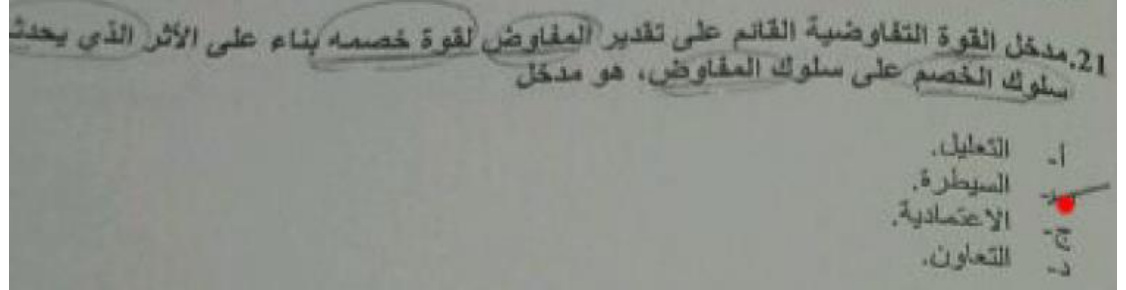 21.مدخل القوة التفاوضية القائم على تقدير المفاوض لقوة خصمه بناء على الأثر الذي يحدثه
سلوك الخصم على سلوك المفاوض، هو مدخل
أ- التعليل.
ب- السيطرة.
ج- الاعتمادية.
د- التعاون.